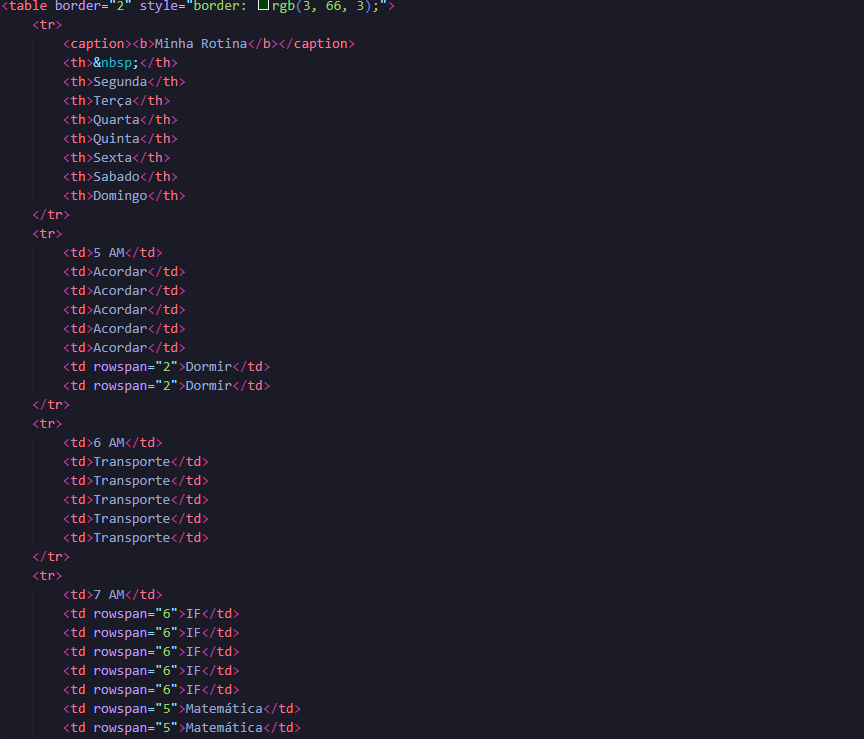 <table border="2" style="border: rgb(3, 66, 3);">
<tr>
<caption><b>Minha Rotina</b></caption>
<th>&nbsp;</th>
<th>Segunda</th>
<th>Terça</th>
<th>Quarta</th>
<th>Quinta</th>
<th>Sexta</th>
<th>Sabado</th>
<th>Domingo</th>
</tr>
<tr>
<td>5 AM</td>
<td>Acordar</td>
<td>Acordar</td>
<td>Acordar</td>
<td>Acordar</td>
<td>Acordar</td>
<td rowspan="2">Dormir</td>
<td rowspan="2">Dormir</td>
</tr>
<tr>
<td>6 AM</td>
<td>Transporte</td>
<td>Transporte</td>
<td>Transporte</td>
<td>Transporte</td>
<td>Transporte</td>
</tr>
<tr>
<td>7 AM</td>
<td rowspan="6">IF</td>
<td rowspan="6">IF</td>
<td rowspan="6">IF</td>
<td rowspan="6">IF</td>
<td rowspan="6">IF</td>
<td rowspan="5">Matemática</td>
<td rowspan="5">Matemática</td>